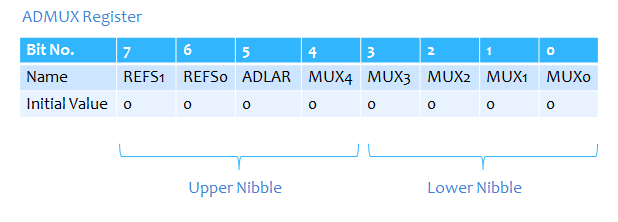 ADMUX Register
Bit No. 7 6 5 4 3 2 1 0
Name REFS1 REFS0 ADLAR MUX4 MUX3 MUX2 MUX1 MUX0
Initial Value 0 0 0 0 0 0 0 0
Upper Nibble Lower Nibble